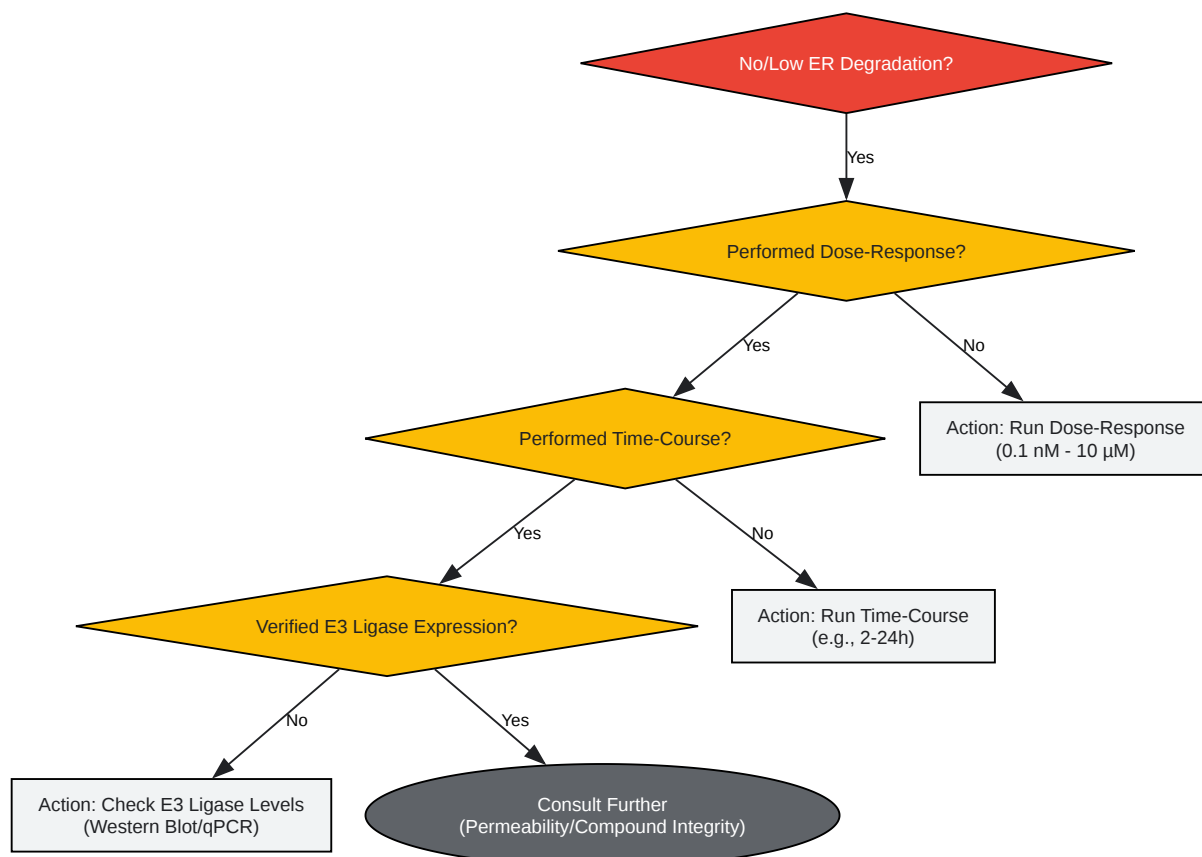 No/Low ER Degradation?
Yes
Performed Dose-Response?
Yes
No
Performed Time-Course?
Action: Run Dose-Response
(0.1 nM - 10 µM)
Yes
No
Verified E3 Ligase Expression?
Action: Run Time-Course
(e.g., 2-24h)
No
Yes
Action: Check E3 Ligase Levels
(Western Blot/qPCR)
Consult Further
(Permeability/Compound Integrity)